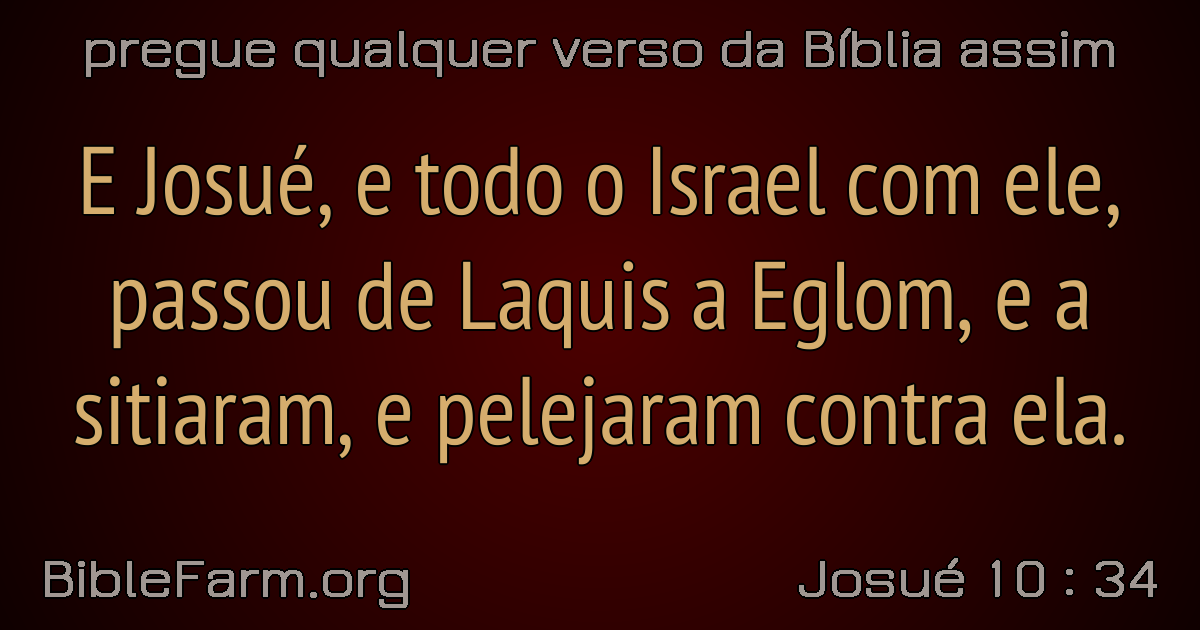 pregue qualquer verso da Bíblia assim
E Josué, e todo o Israel com ele,
passou de Laquis a Eglom, e a
sitiaram, e pelejaram contra ela.
BibleFarm.org
Josué 10 : 34